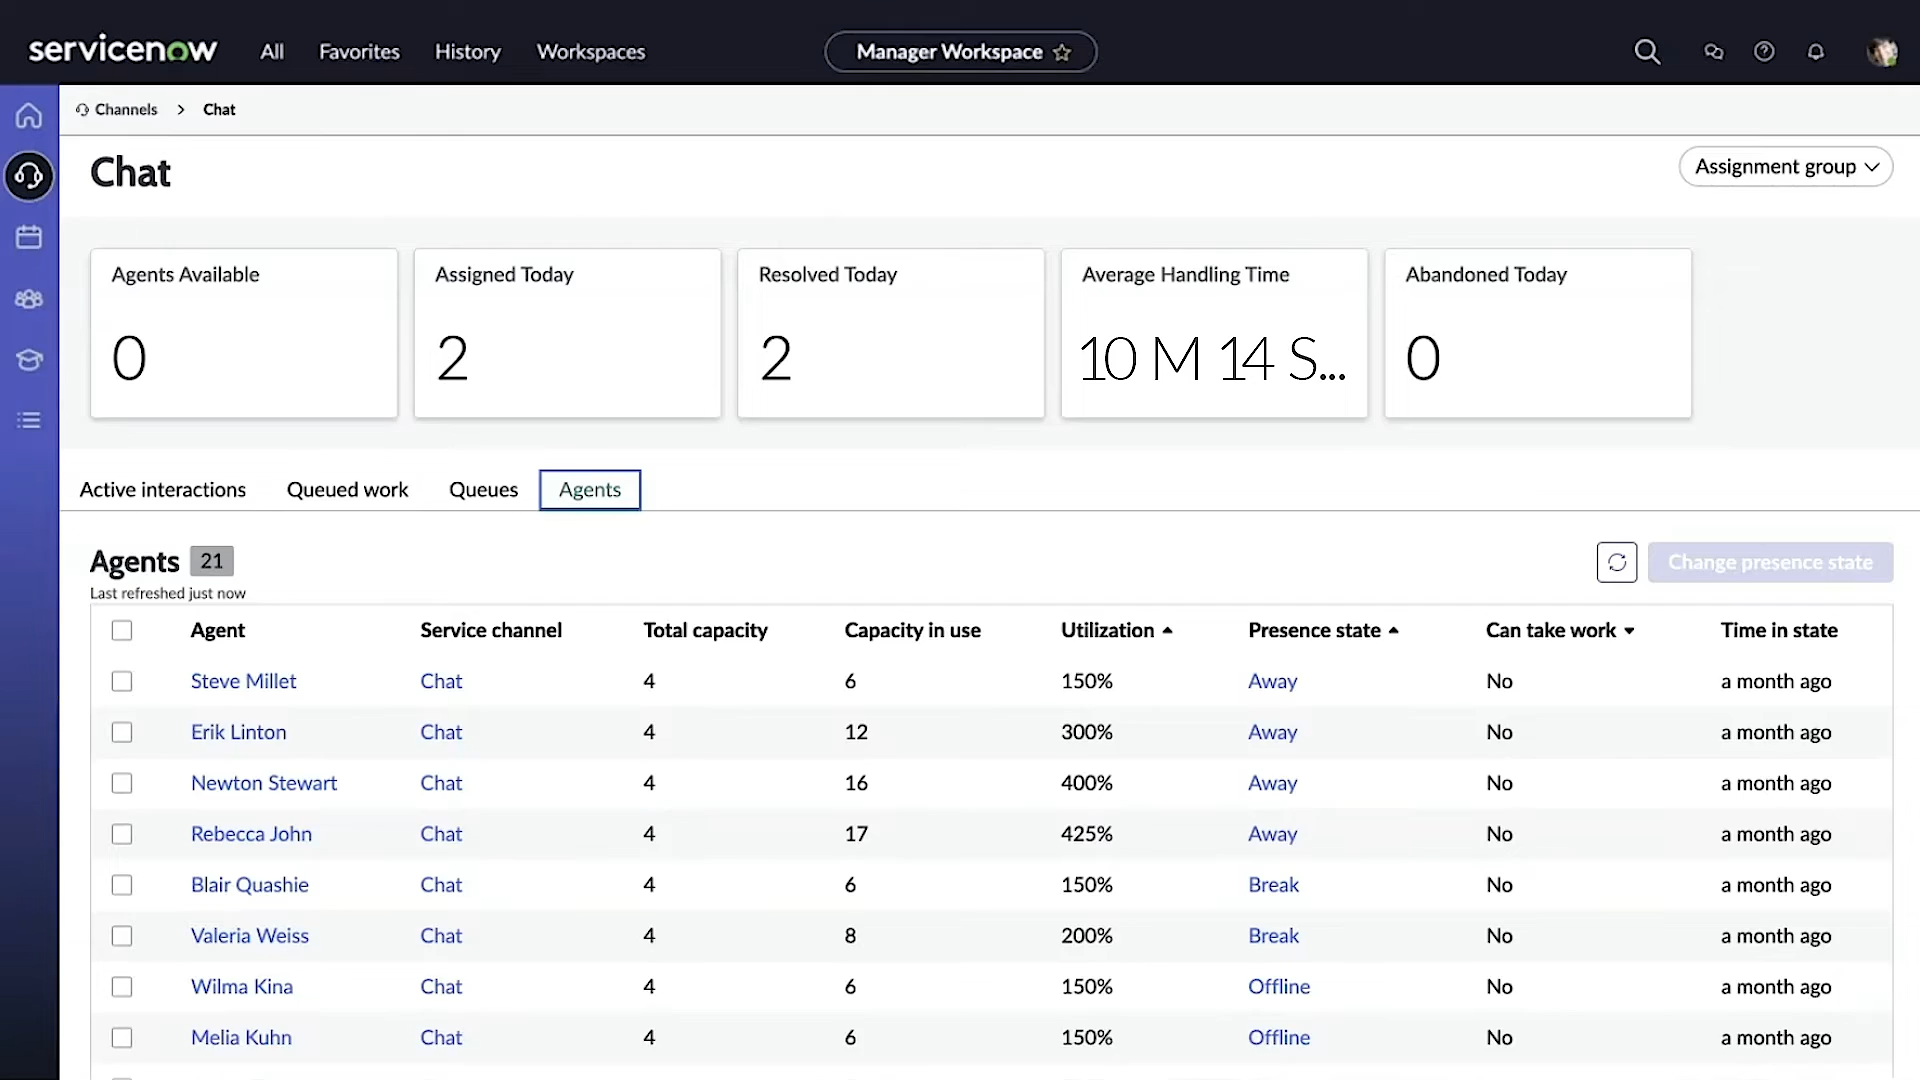 servicenow All Favorites History Workspaces Manager Workspace
Channels > Chat
Chat
Assignment group
Agents Available Assigned Today Resolved Today Average Handling Time Abandoned Today
0 2 2 10 M 14 S... 0
Active interactions Queued work Queues Agents
Agents 21
Change presence state
Last refreshed just now
Agent Service channel Total capacity Capacity in use Utilization Presence state Can take work Time in state
Steve Millet Chat 4 6 150% Away No a month ago
Erik Linton Chat 4 12 300% Away No a month ago
Newton Stewart Chat 4 16 400% Away No a month ago
Rebecca John Chat 4 17 425% Away No a month ago
Blair Quashie Chat 4 6 150% Break No a month ago
Valeria Weiss Chat 4 8 200% Break No a month ago
Wilma Kina Chat 4 6 150% Offline No a month ago
Melia Kuhn Chat 4 6 150% Offline No a month ago